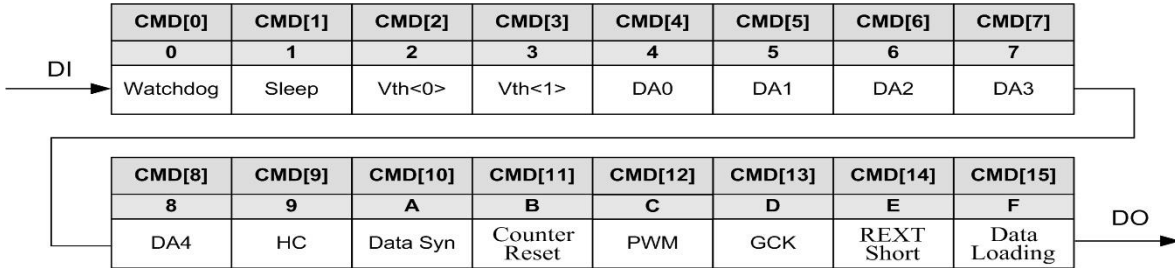 CMD[0] CMD[1] CMD[2] CMD[3] CMD[4] CMD[5] CMD[6] CMD[7]
0 1 2 3 4 5 6 7
DI
Watchdog Sleep Vth<0> Vth<1> DA0 DA1 DA2 DA3
CMD[8] CMD[9] CMD[10] CMD[11] CMD[12] CMD[13] CMD[14] CMD[15]
8 9 A B C D E F
DA4 HC Data Syn Counter Reset PWM GCK REXT Short Data Loading
DO